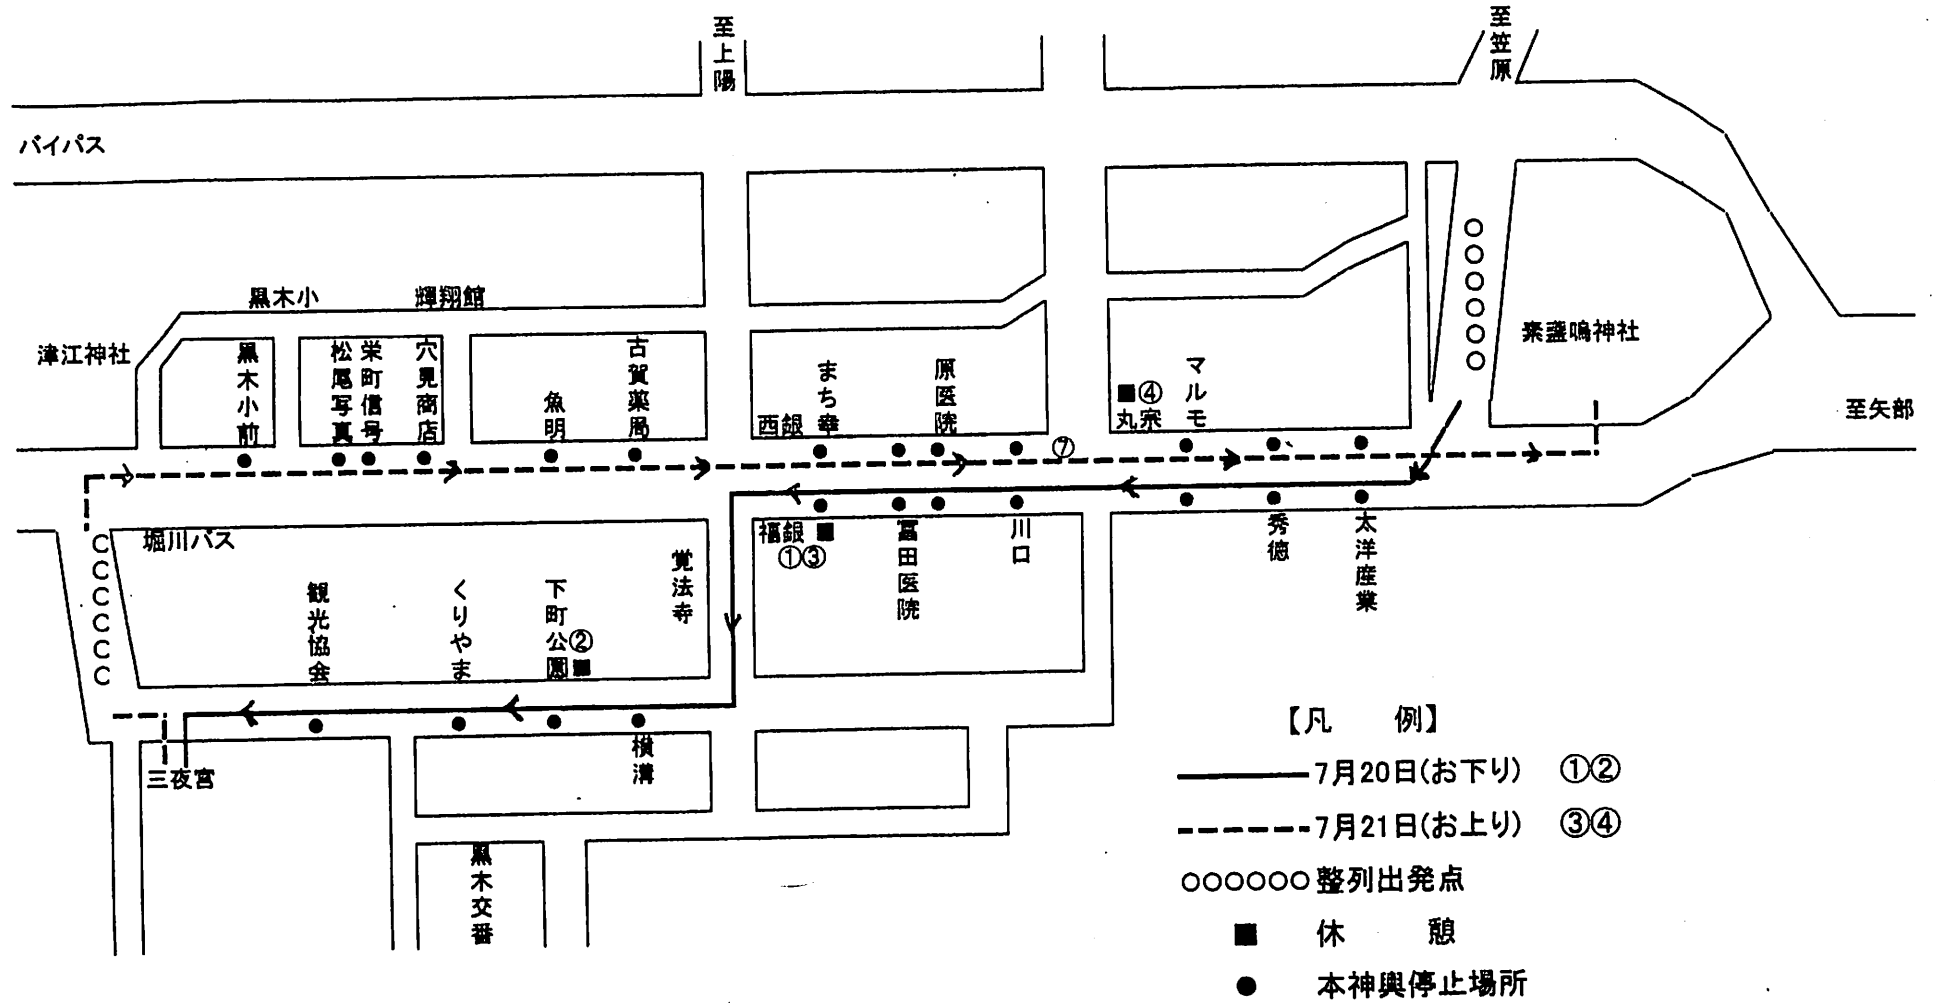 至上陽
至笠原
バイパス
黒木小
輝翔館
津江神社
黒木小前
松尾写真
栄町信号
穴見商店
魚明
古賀薬局
西銀
まち幸
原医院
■④
丸宗
マルモ
素盞嗚神社
至矢部
⑦
堀川バス
福銀■
①③
冨田医院
川口
秀徳
太洋産業
観光協会
くりやま
下町公園②■
覚法寺
横溝
三夜宮
黒木交番
【凡 例】
7月20日(お下り) ①②
7月21日(お上り) ③④
○○○○○○整列出発点
■ 休 憩
● 本神輿停止場所